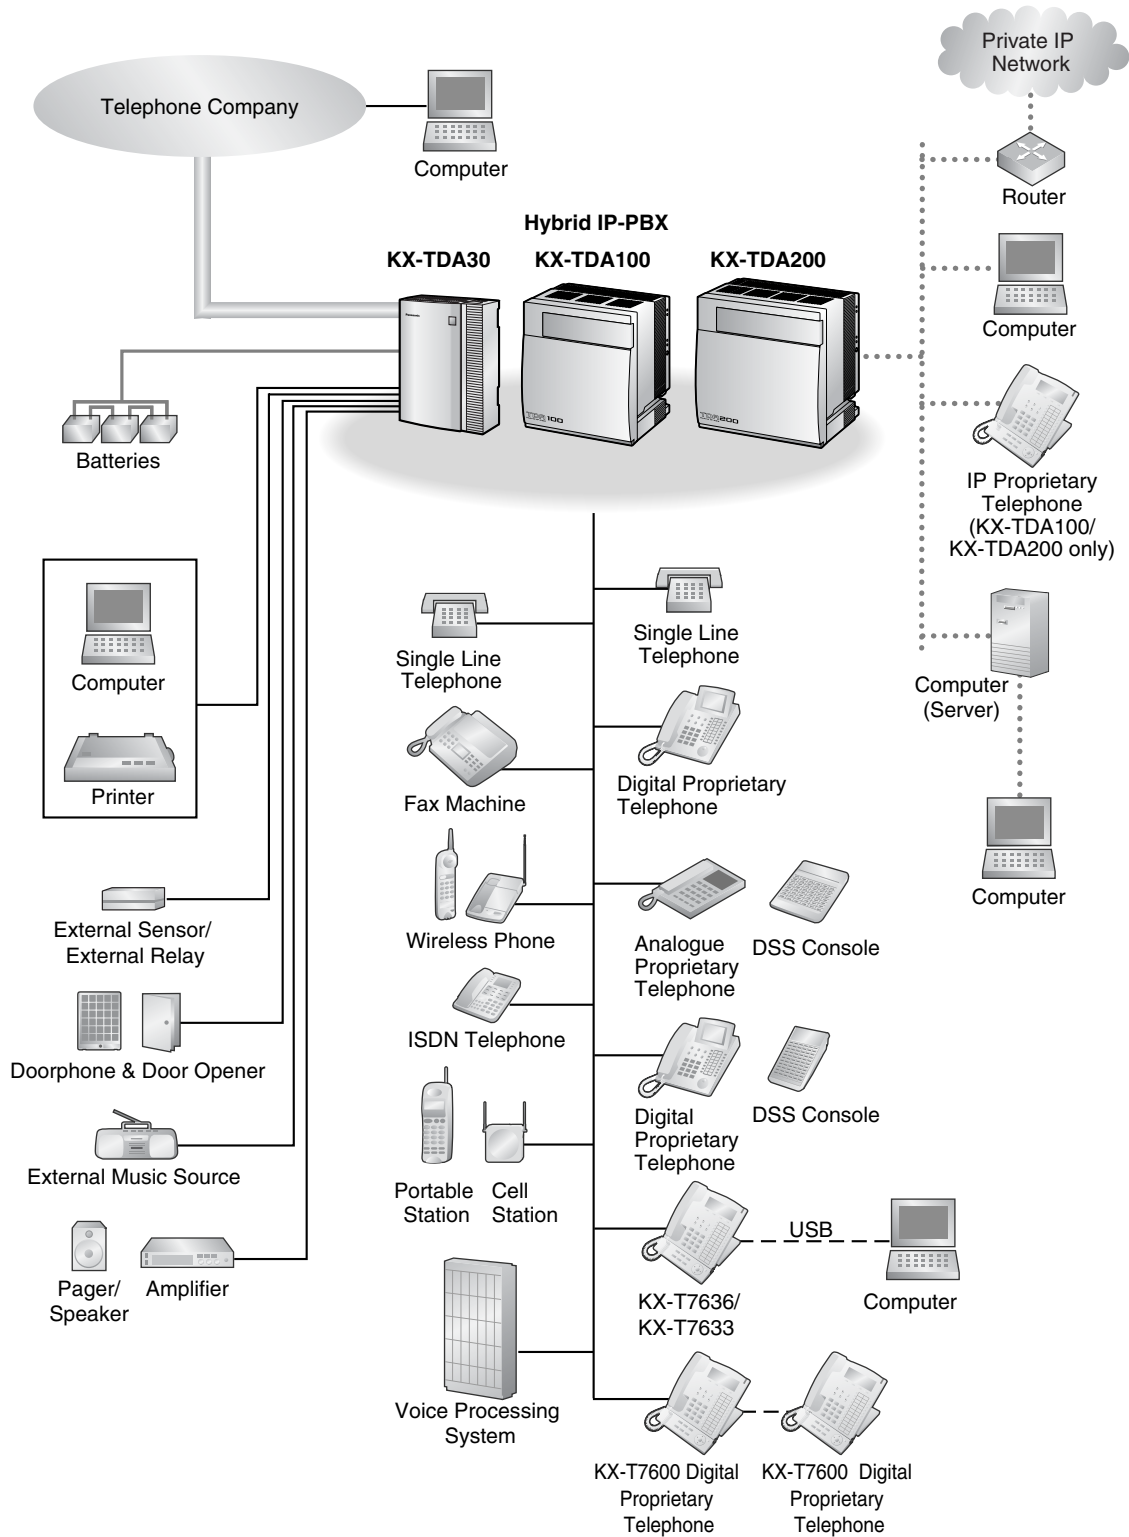 Private IP
Network
Telephone Company
Computer
Router
Hybrid IP-PBX
KX-TDA30
KX-TDA100
KX-TDA200
Computer
TDA100
TDA200
Batteries
IP Proprietary
Telephone
(KX-TDA100/
KX-TDA200 only)
Computer
Printer
Single Line
Telephone
Single Line
Telephone
Computer
(Server)
Fax Machine
Digital Proprietary
Telephone
Computer
External Sensor/
External Relay
Wireless Phone
Analogue
Proprietary
Telephone
DSS Console
ISDN Telephone
Doorphone & Door Opener
Digital
Proprietary
Telephone
DSS Console
External Music Source
Portable
Station
Cell
Station
USB
Pager/
Speaker
Amplifier
KX-T7636/
KX-T7633
Computer
Voice Processing
System
KX-T7600 Digital
Proprietary
Telephone
KX-T7600  Digital
Proprietary
Telephone